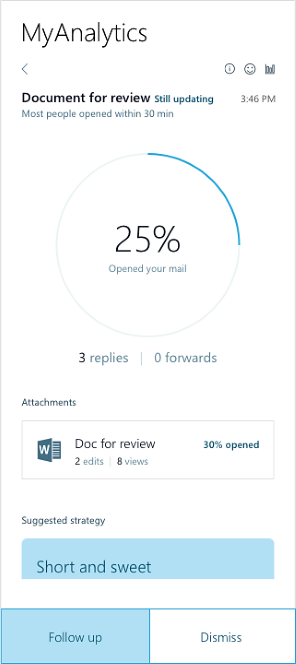 MyAnalytics
Document for review Still updating 3:46 PM
Most people opened within 30 min
25%
Opened your mail
3 replies | 0 forwards
Attachments
W Doc for review 30% opened
2 edits | 8 views
Suggested strategy
Short and sweet
Follow up Dismiss